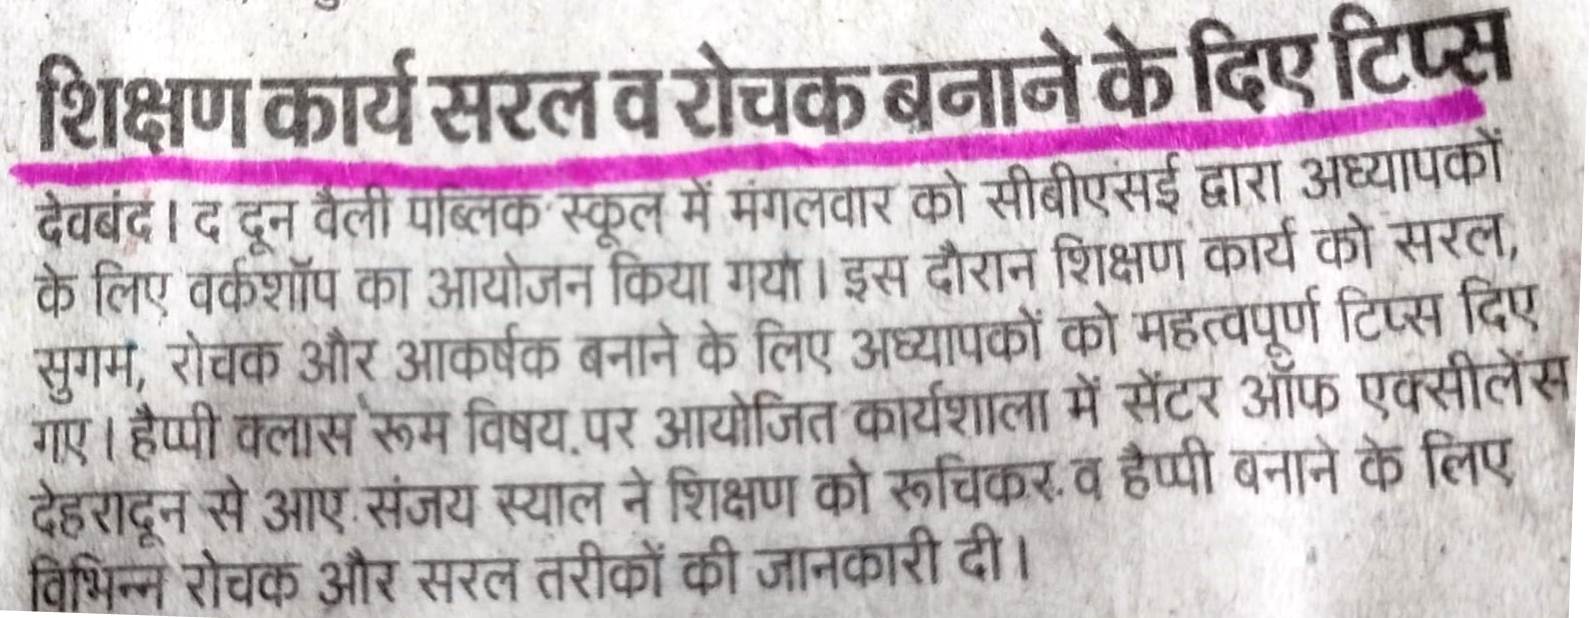 शिक्षण कार्य सरल व रोचक बनाने के दिए टिप्स
देवबंद। द दून वैली पब्लिक स्कूल में मंगलवार को सीबीएसई द्वारा अध्यापकों
के लिए वर्कशॉप का आयोजन किया गया। इस दौरान शिक्षण कार्य को सरल,
सुगम, रोचक और आकर्षक बनाने के लिए अध्यापकों को महत्वपूर्ण टिप्स दिए
गए। हैप्पी क्लास रूम विषय पर आयोजित कार्यशाला में सेंटर ऑफ एक्सीलेंस
देहरादून से आए संजय स्याल ने शिक्षण को रूचिकर व हैप्पी बनाने के लिए
विभिन्न रोचक और सरल तरीकों की जानकारी दी।